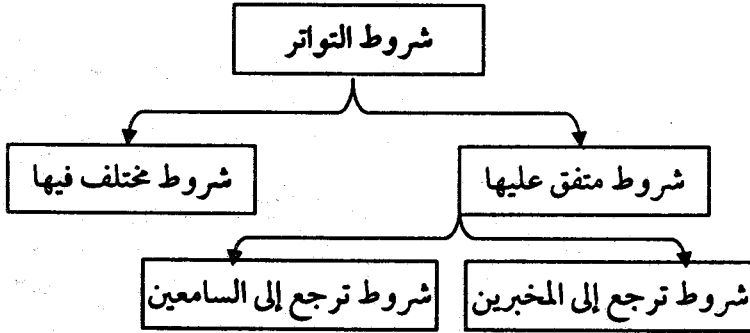 شروط التواتر
شروط متفق عليها
شروط مختلف فيها
شروط ترجع إلى المخبرين
شروط ترجع إلى السامعين